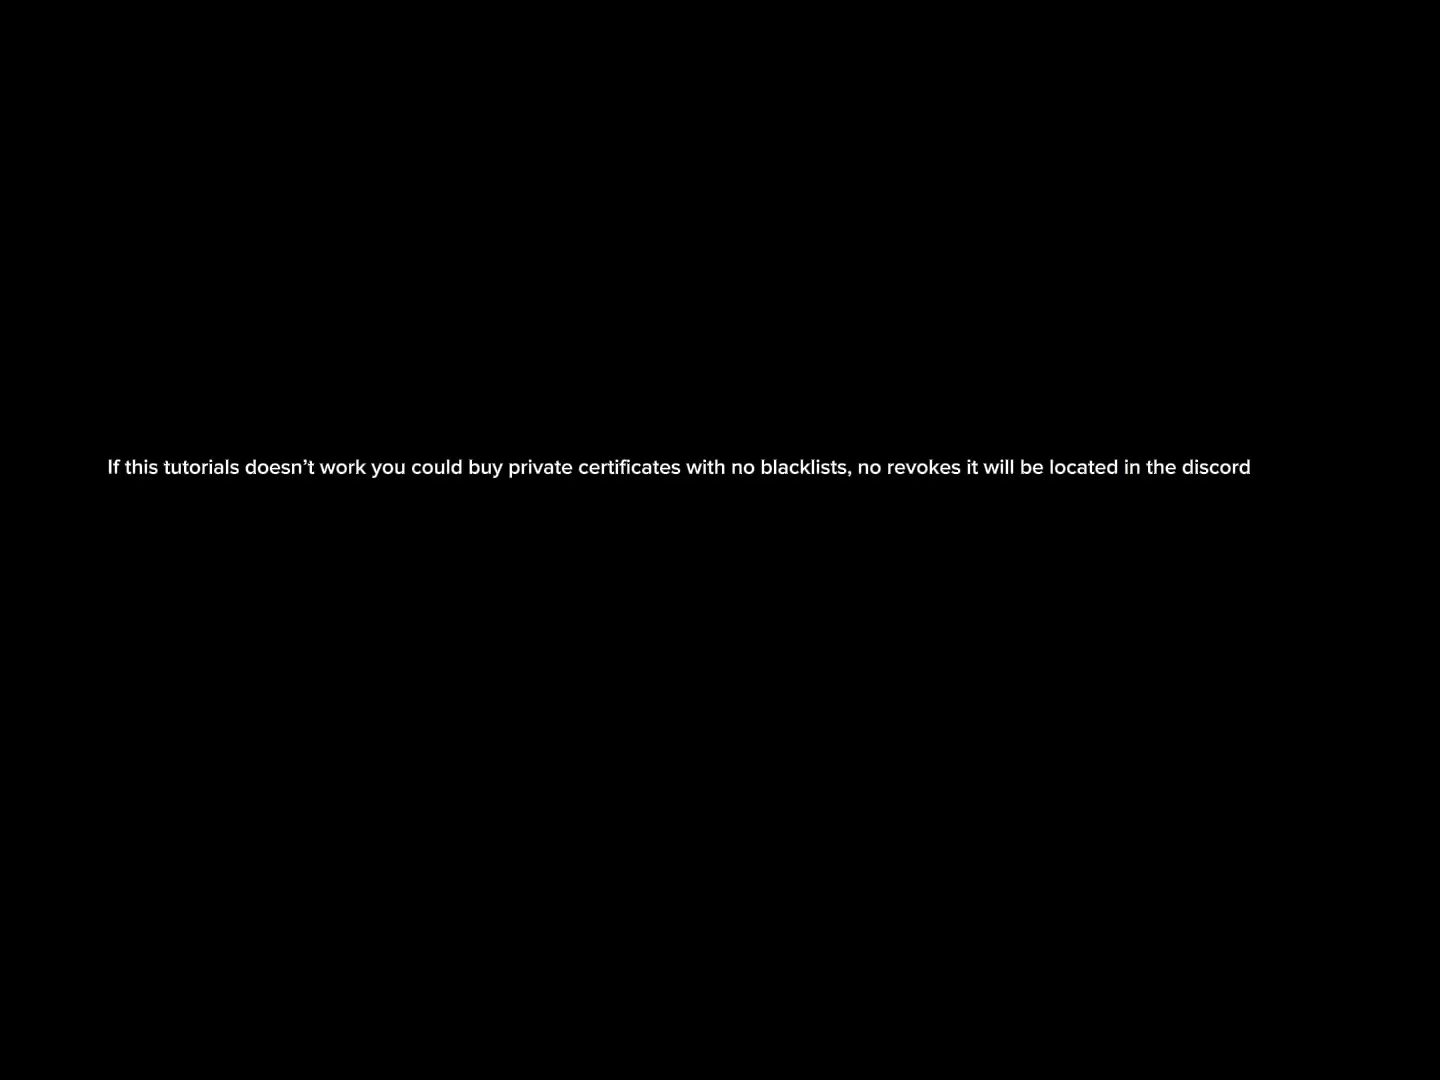 If this tutorials doesn’t work you could buy private certificates with no blacklists, no revokes it will be located in the discord